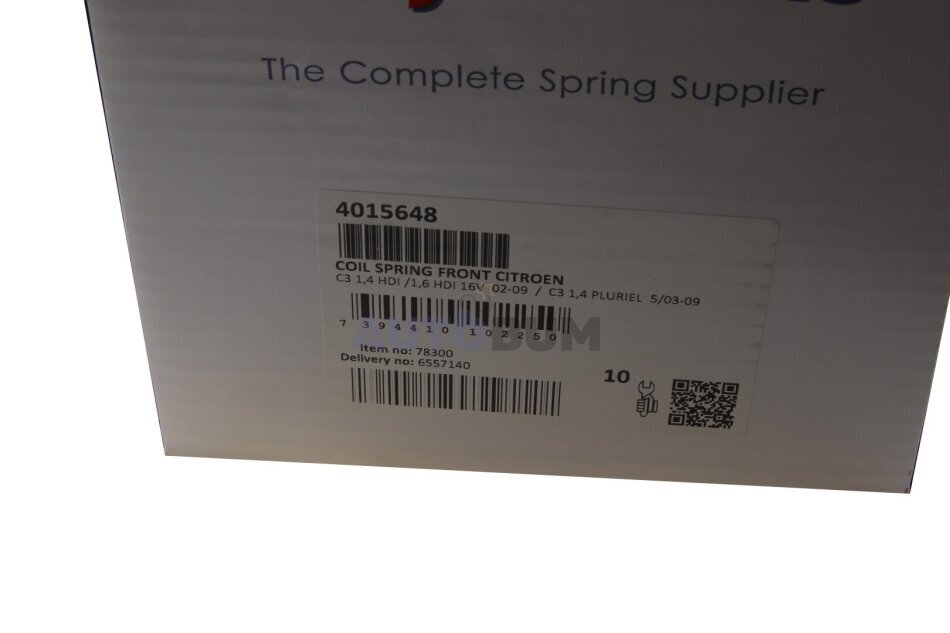 The Complete Spring Supplier
4015648
COIL SPRING FRONT CITROEN
C3 1,4 HDI /1,6 HDI 16V 02-09 / C3 1,4 PLURIEL 5/03-09
7 394410 102250
AUTODUM
Item no: 78300
Delivery no: 6557140
10